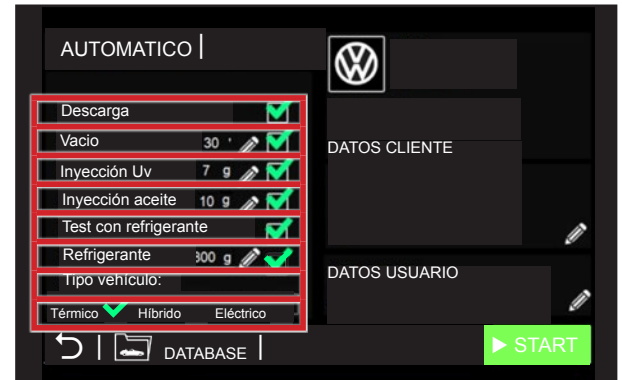 AUTOMATICO
Descarga
Vacio 30 '
Inyección Uv 7 g
Inyección aceite 10 g
Test con refrigerante
Refrigerante 300 g
Tipo vehículo:
Térmico Híbrido Eléctrico
DATOS CLIENTE
DATOS USUARIO
DATABASE
START